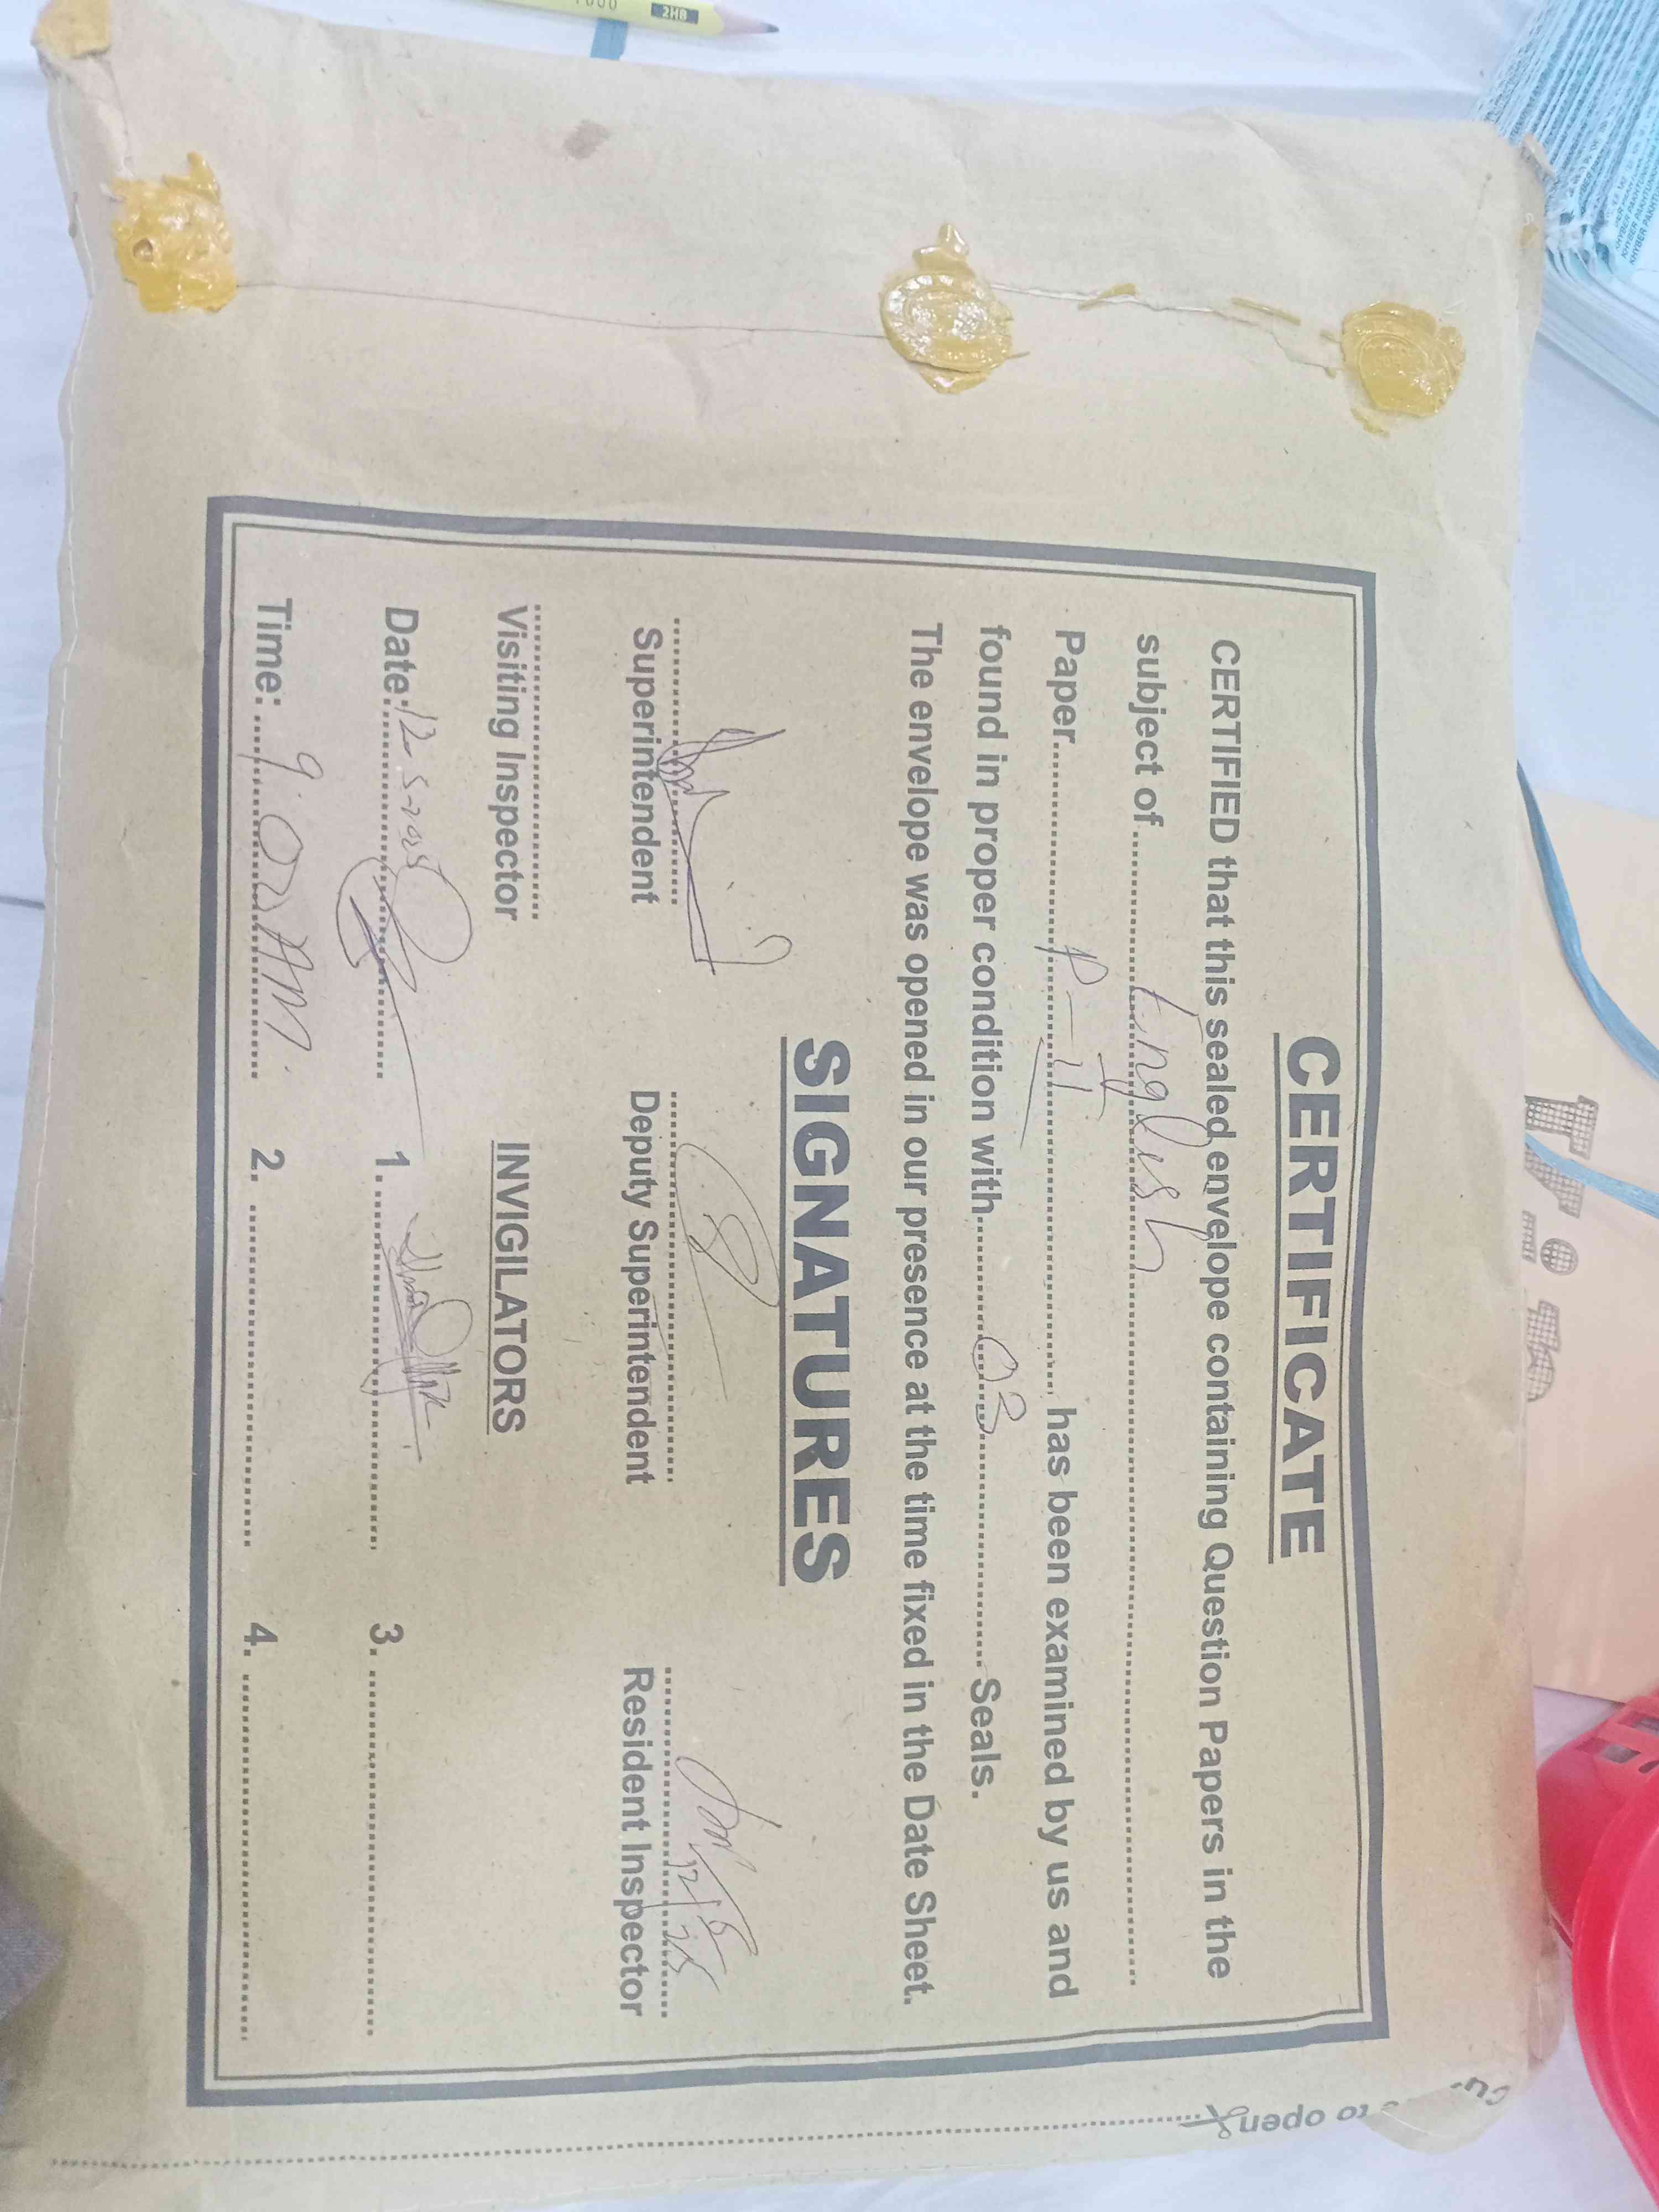 CERTIFICATE
CERTIFIED that this sealed envelope containing Question Papers in the
subject of English
Paper P-II has been examined by us and
found in proper condition with 03 Seals.
The envelope was opened in our presence at the time fixed in the Date Sheet.
SIGNATURES
12/5/25
Superintendent Deputy Superintendent Resident Inspector
Visiting Inspector INVIGILATORS
Date: 12-5-2025 1. 3.
Time: 9:00 AM. 2. 4.
to open
2HB